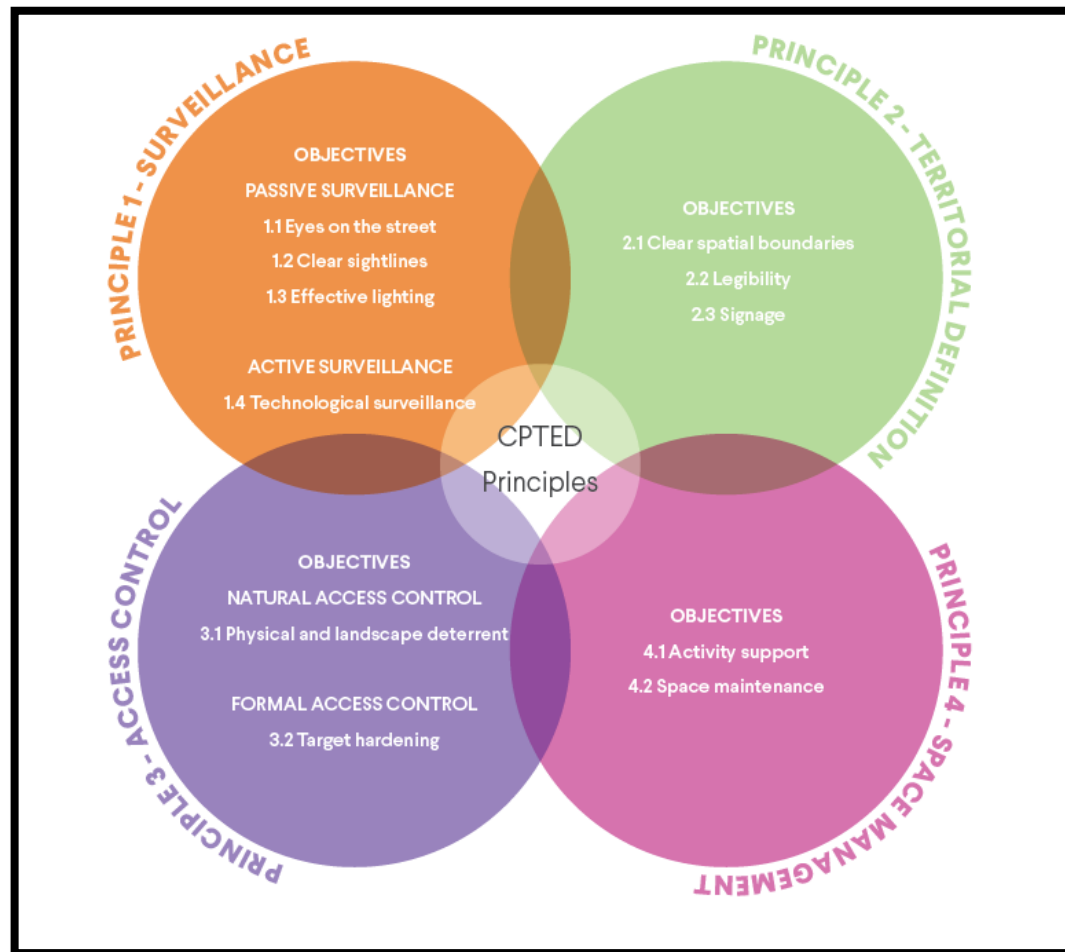 PRINCIPLE 1 - SURVEILLANCE
OBJECTIVES
PASSIVE SURVEILLANCE
1.1 Eyes on the street
1.2 Clear sightlines
1.3 Effective lighting
ACTIVE SURVEILLANCE
1.4 Technological surveillance
PRINCIPLE 2 - TERRITORIAL DEFINITION
OBJECTIVES
2.1 Clear spatial boundaries
2.2 Legibility
2.3 Signage
CPTED
Principles
PRINCIPLE 3 - ACCESS CONTROL
OBJECTIVES
NATURAL ACCESS CONTROL
3.1 Physical and landscape deterrent
FORMAL ACCESS CONTROL
3.2 Target hardening
PRINCIPLE 4 - SPACE MANAGEMENT
OBJECTIVES
4.1 Activity support
4.2 Space maintenance